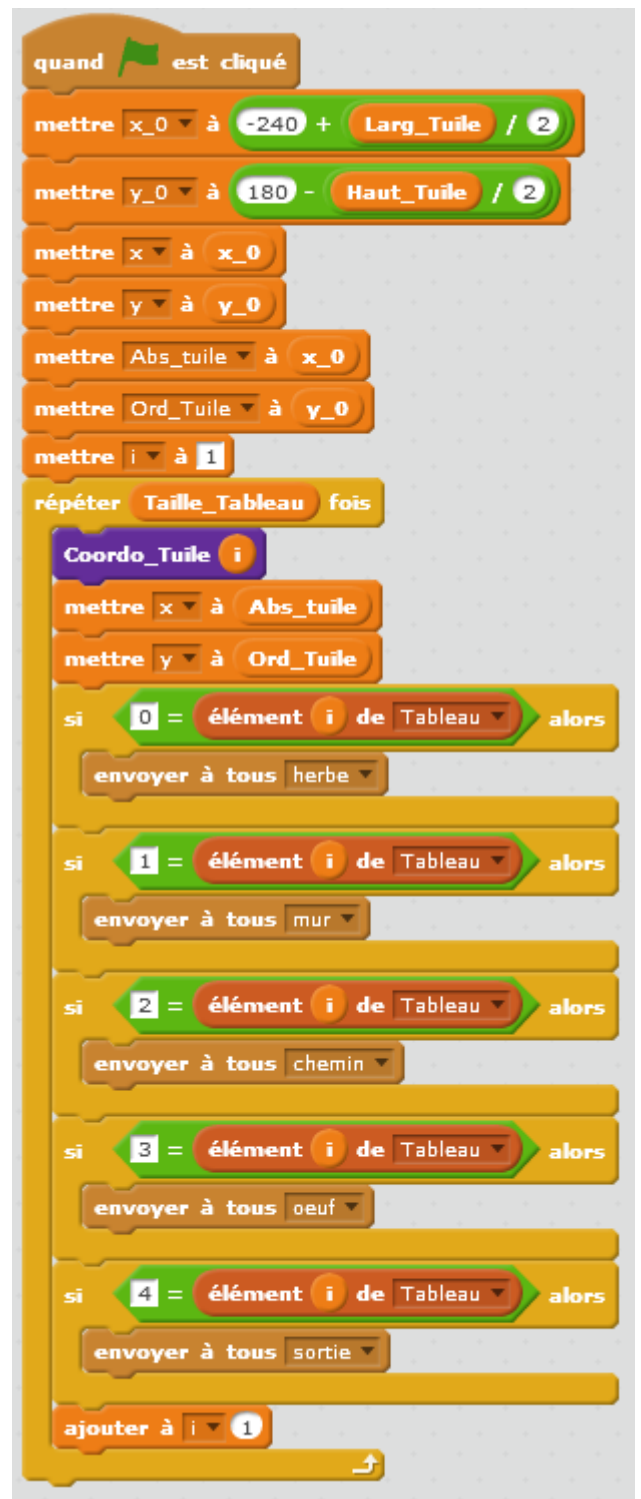 quand est cliqué
mettre x_0 à -240 + Larg_Tuile / 2
mettre y_0 à 180 - Haut_Tuile / 2
mettre x à x_0
mettre y à y_0
mettre Abs_tuile à x_0
mettre Ord_Tuile à y_0
mettre i à 1
répéter Taille_Tableau fois
Coordo_Tuile i
mettre x à Abs_tuile
mettre y à Ord_Tuile
si 0 = élément i de Tableau alors
envoyer à tous herbe
si 1 = élément i de Tableau alors
envoyer à tous mur
si 2 = élément i de Tableau alors
envoyer à tous chemin
si 3 = élément i de Tableau alors
envoyer à tous oeuf
si 4 = élément i de Tableau alors
envoyer à tous sortie
ajouter à i 1